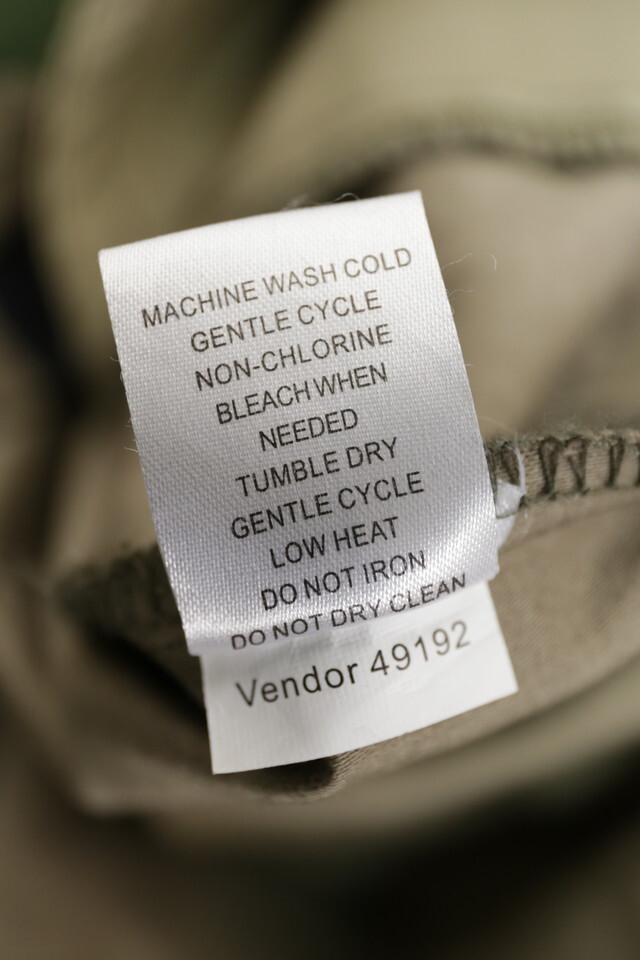 MACHINE WASH COLD
GENTLE CYCLE
NON-CHLORINE
BLEACH WHEN
NEEDED
TUMBLE DRY
GENTLE CYCLE
LOW HEAT
DO NOT IRON
DO NOT DRY CLEAN
Vendor 49192